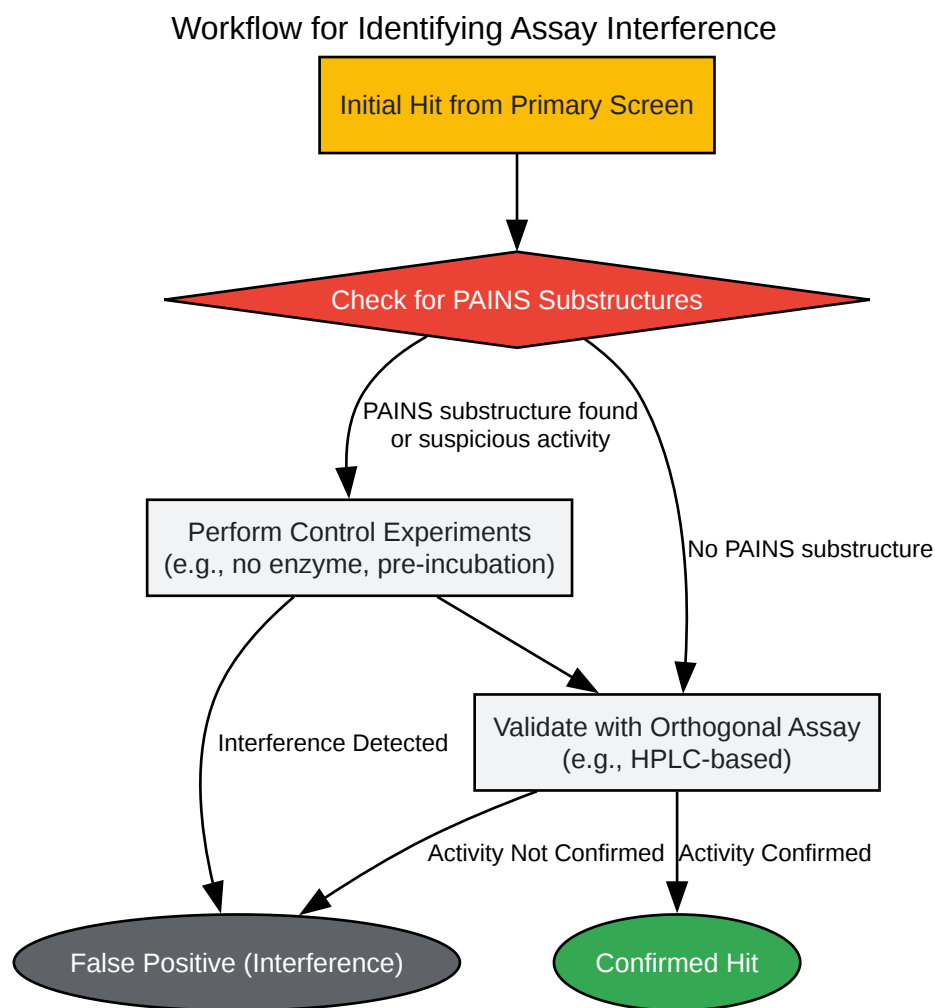 Workflow for Identifying Assay Interference
Initial Hit from Primary Screen
Check for PAINS Substructures
PAINS substructure found
or suspicious activity
Perform Control Experiments
(e.g., no enzyme, pre-incubation)
No PAINS substructure
Validate with Orthogonal Assay
(e.g., HPLC-based)
Interference Detected
Activity Not Confirmed
Activity Confirmed
False Positive (Interference)
Confirmed Hit